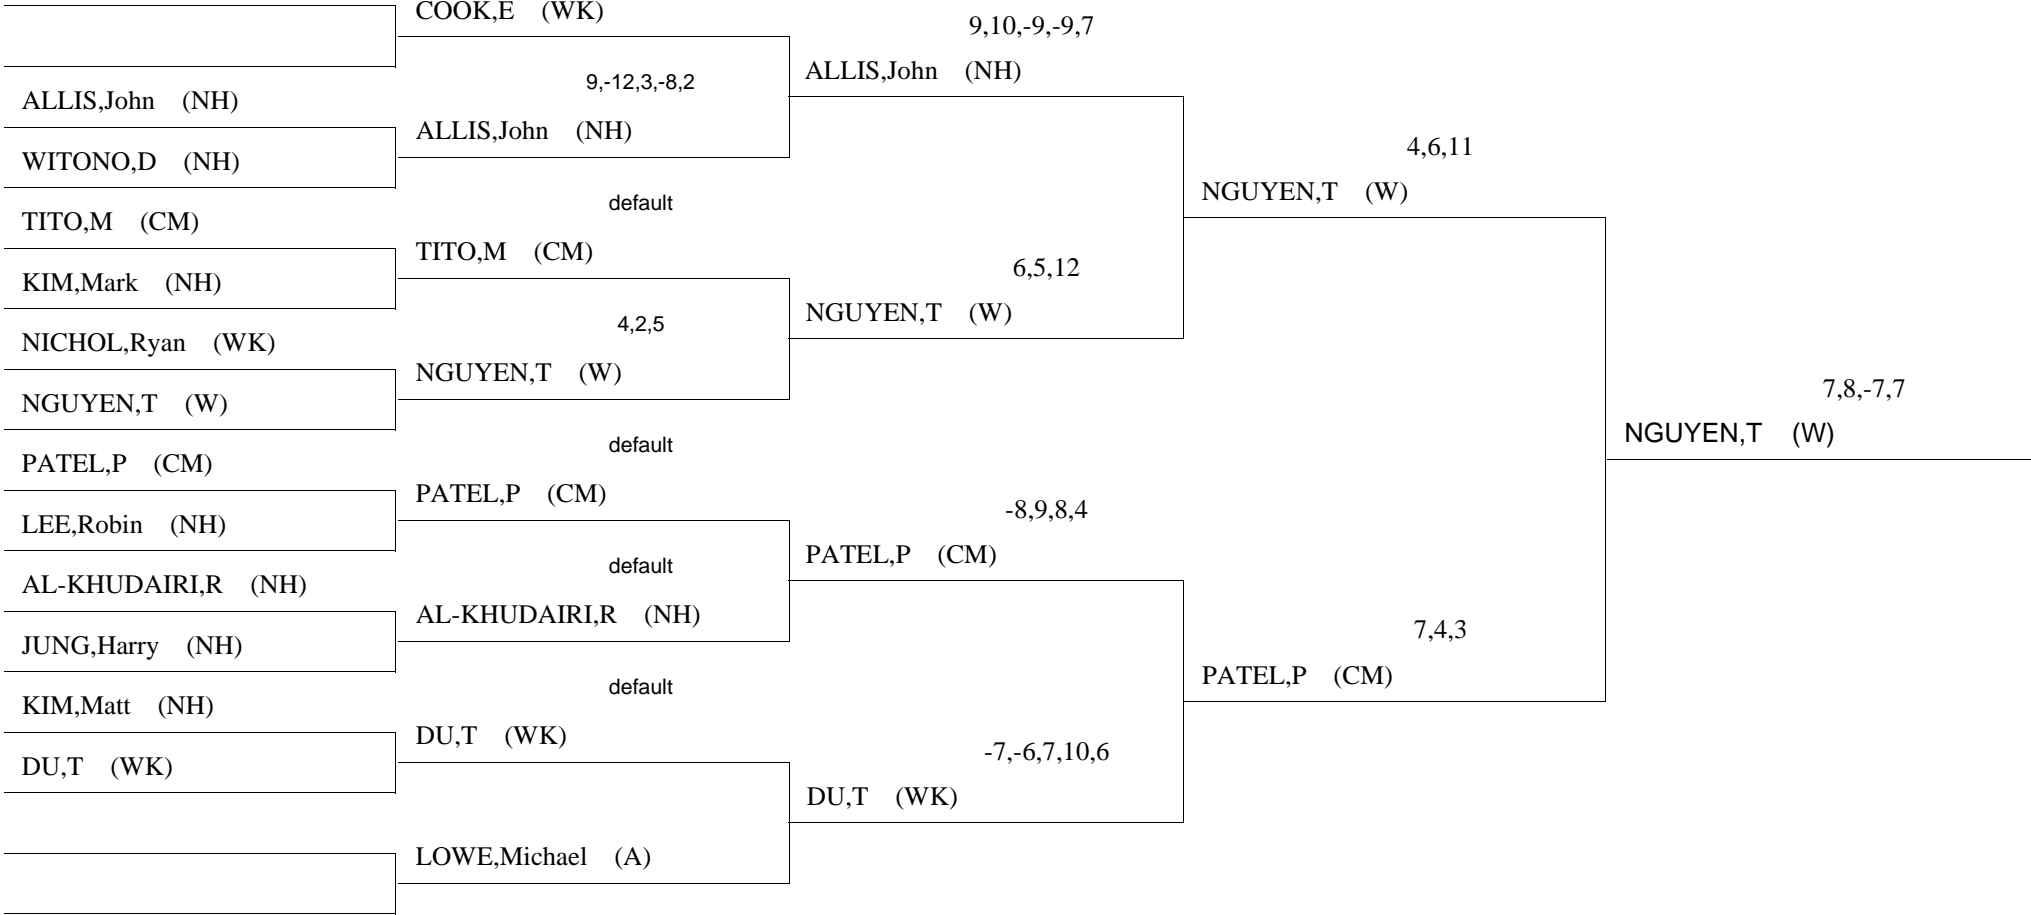 COOK,E (WK)
9,10,-9,-9,7
ALLIS,John (NH)
9,-12,3,-8,2
ALLIS,John (NH)
ALLIS,John (NH)
4,6,11
WITONO,D (NH)
NGUYEN,T (W)
default
TITO,M (CM)
TITO,M (CM)
6,5,12
KIM,Mark (NH)
NGUYEN,T (W)
4,2,5
NICHOL,Ryan (WK)
NGUYEN,T (W)
7,8,-7,7
NGUYEN,T (W)
NGUYEN,T (W)
default
PATEL,P (CM)
PATEL,P (CM)
-8,9,8,4
LEE,Robin (NH)
PATEL,P (CM)
default
AL-KHUDAIRI,R (NH)
AL-KHUDAIRI,R (NH)
7,4,3
JUNG,Harry (NH)
PATEL,P (CM)
default
KIM,Matt (NH)
DU,T (WK)
-7,-6,7,10,6
DU,T (WK)
DU,T (WK)
LOWE,Michael (A)